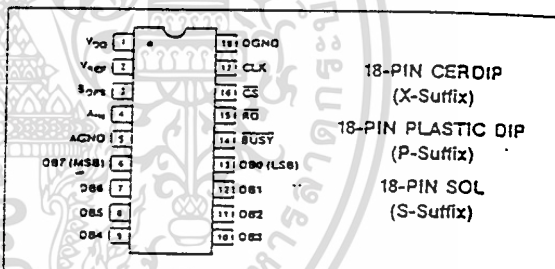 VDD 1 18 DGND
VREF 2 17 CLK
BOFS 3 16 CS
AIN 4 15 RD
AGND 5 14 BUSY
DB7 (MSB) 6 13 DB0 (LSB)
DB6 7 12 DB1
DB5 8 11 DB2
DB4 9 10 DB3
18-PIN CERDIP
(X-Suffix)
18-PIN PLASTIC DIP
(P-Suffix)
18-PIN SOL
(S-Suffix)